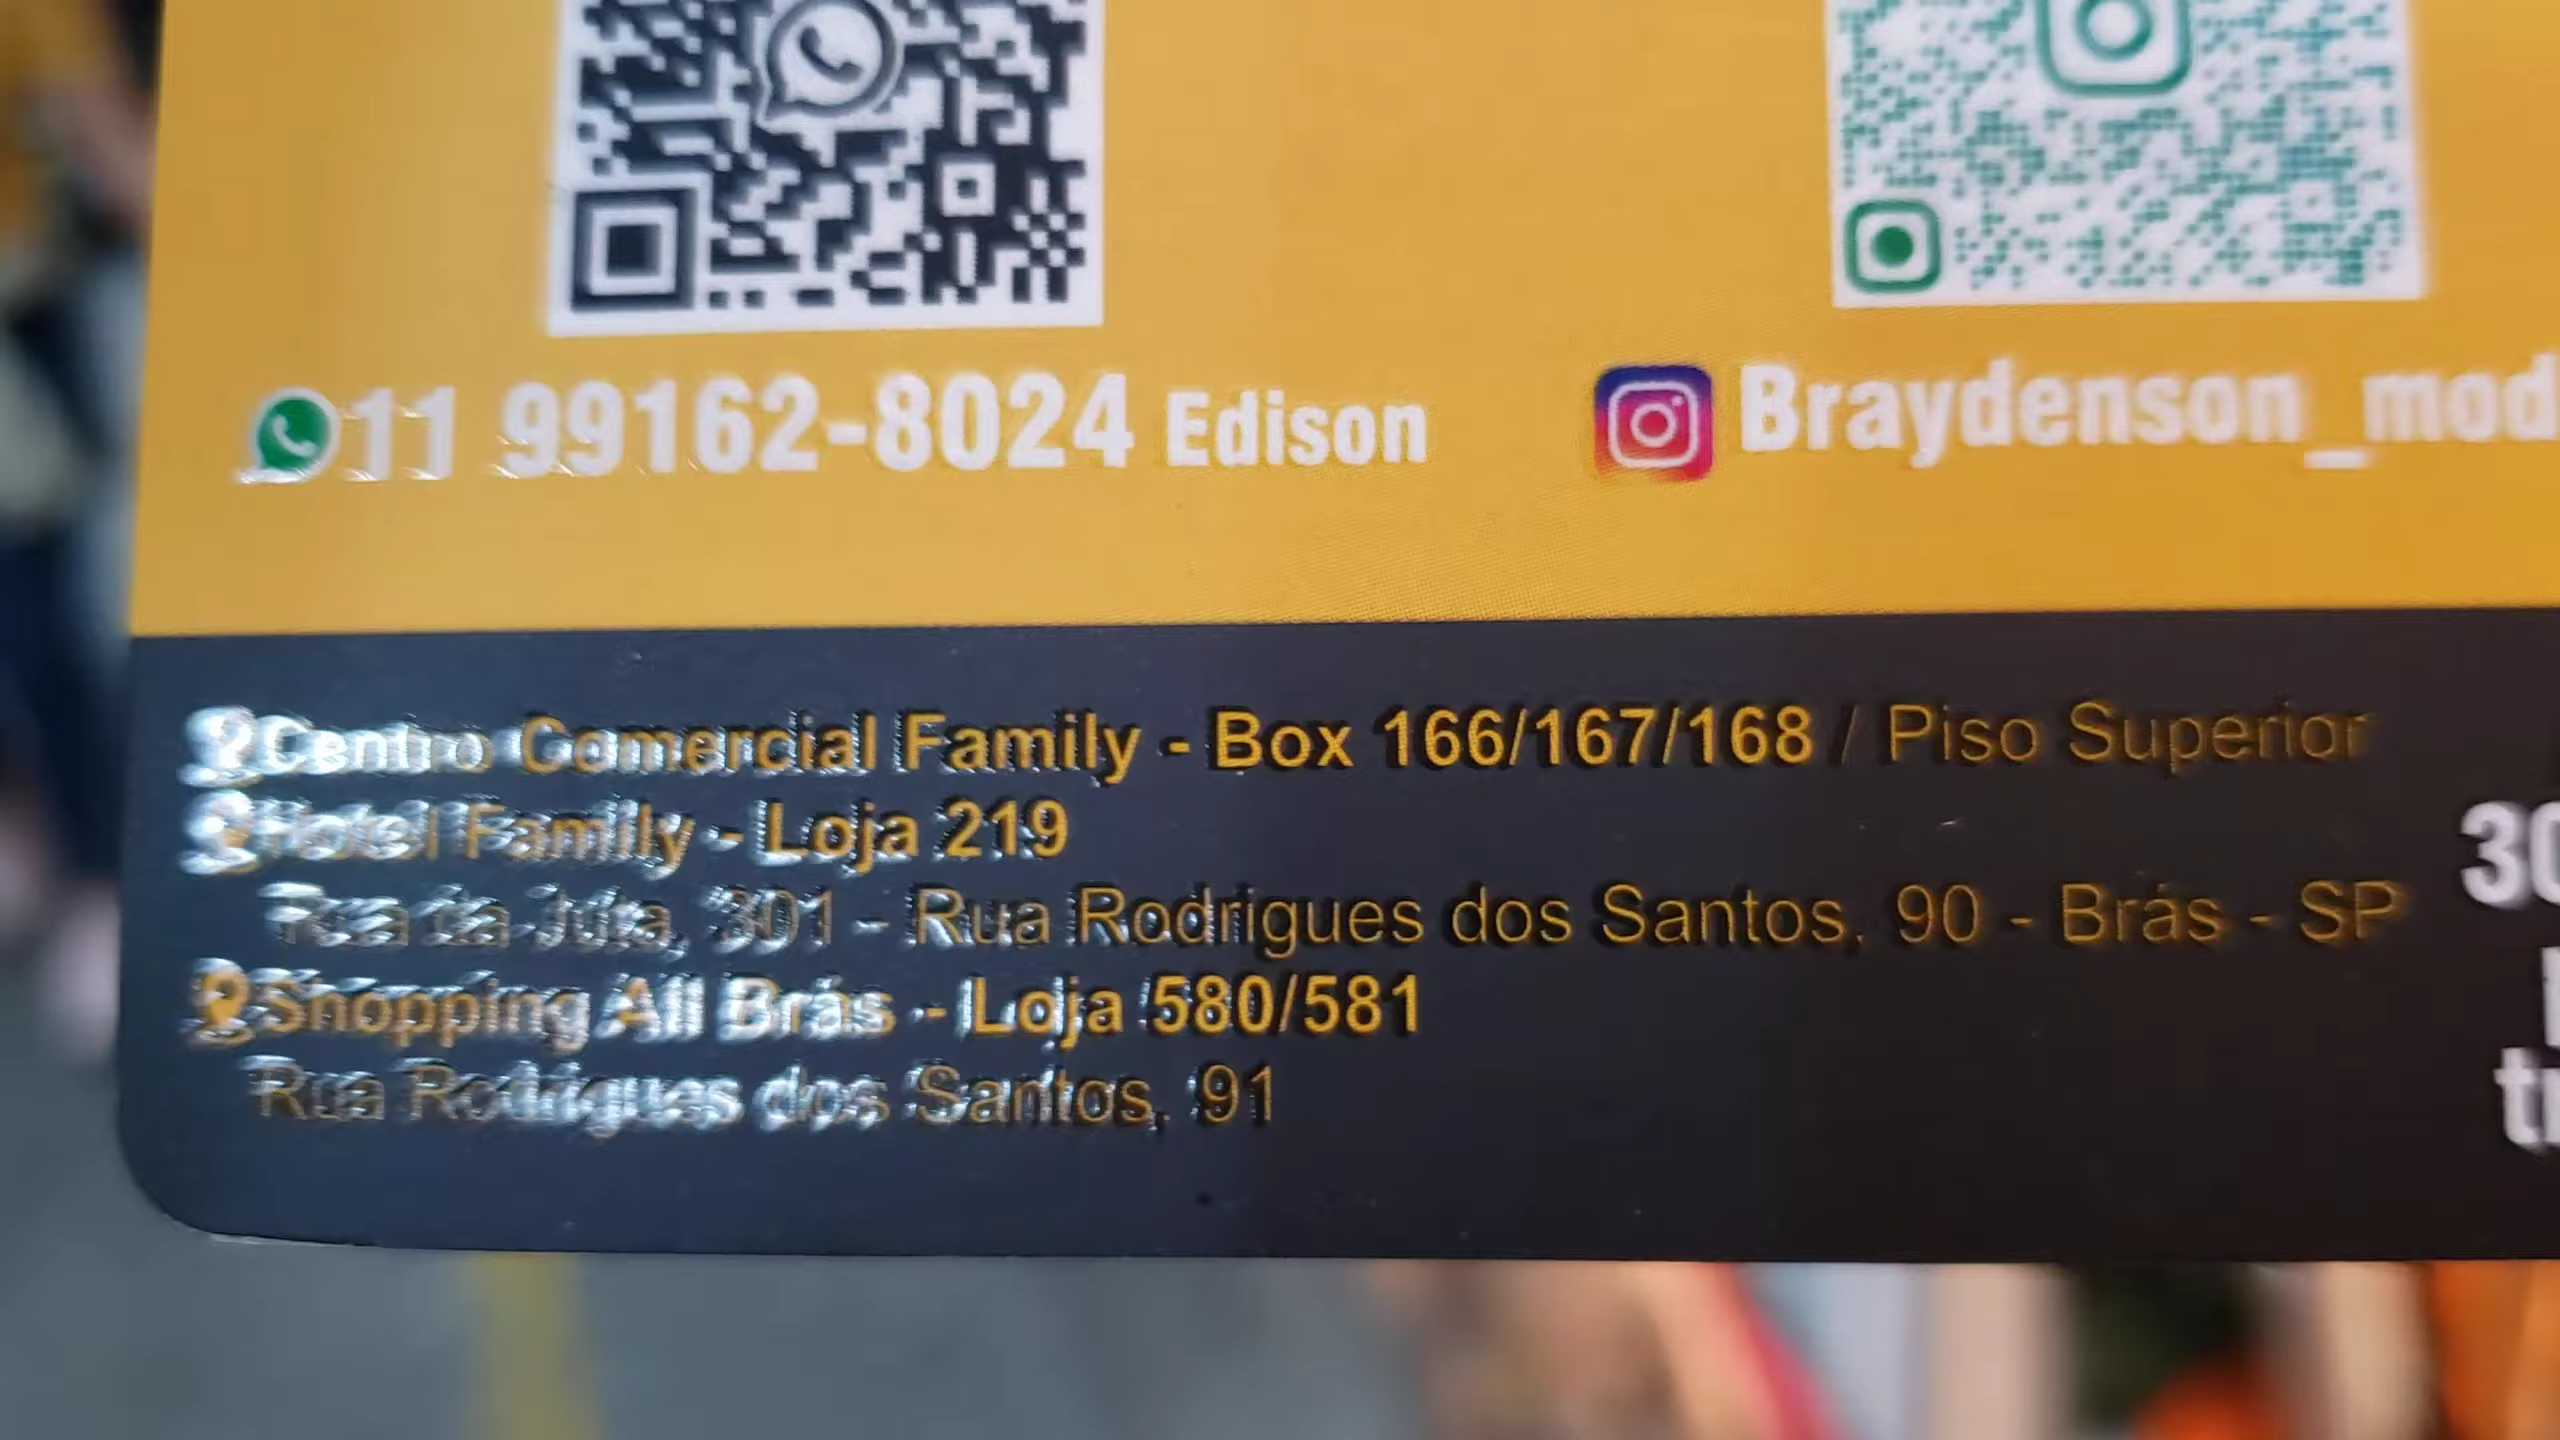 11 99162-8024 Edison
Braydenson_mod
Centro Comercial Family - Box 166/167/168 / Piso Superior
Hotel Family - Loja 219
Rua da Juta, 301 - Rua Rodrigues dos Santos, 90 - Brás - SP
30
Shopping All Brás - Loja 580/581
Rua Rodrigues dos Santos, 91